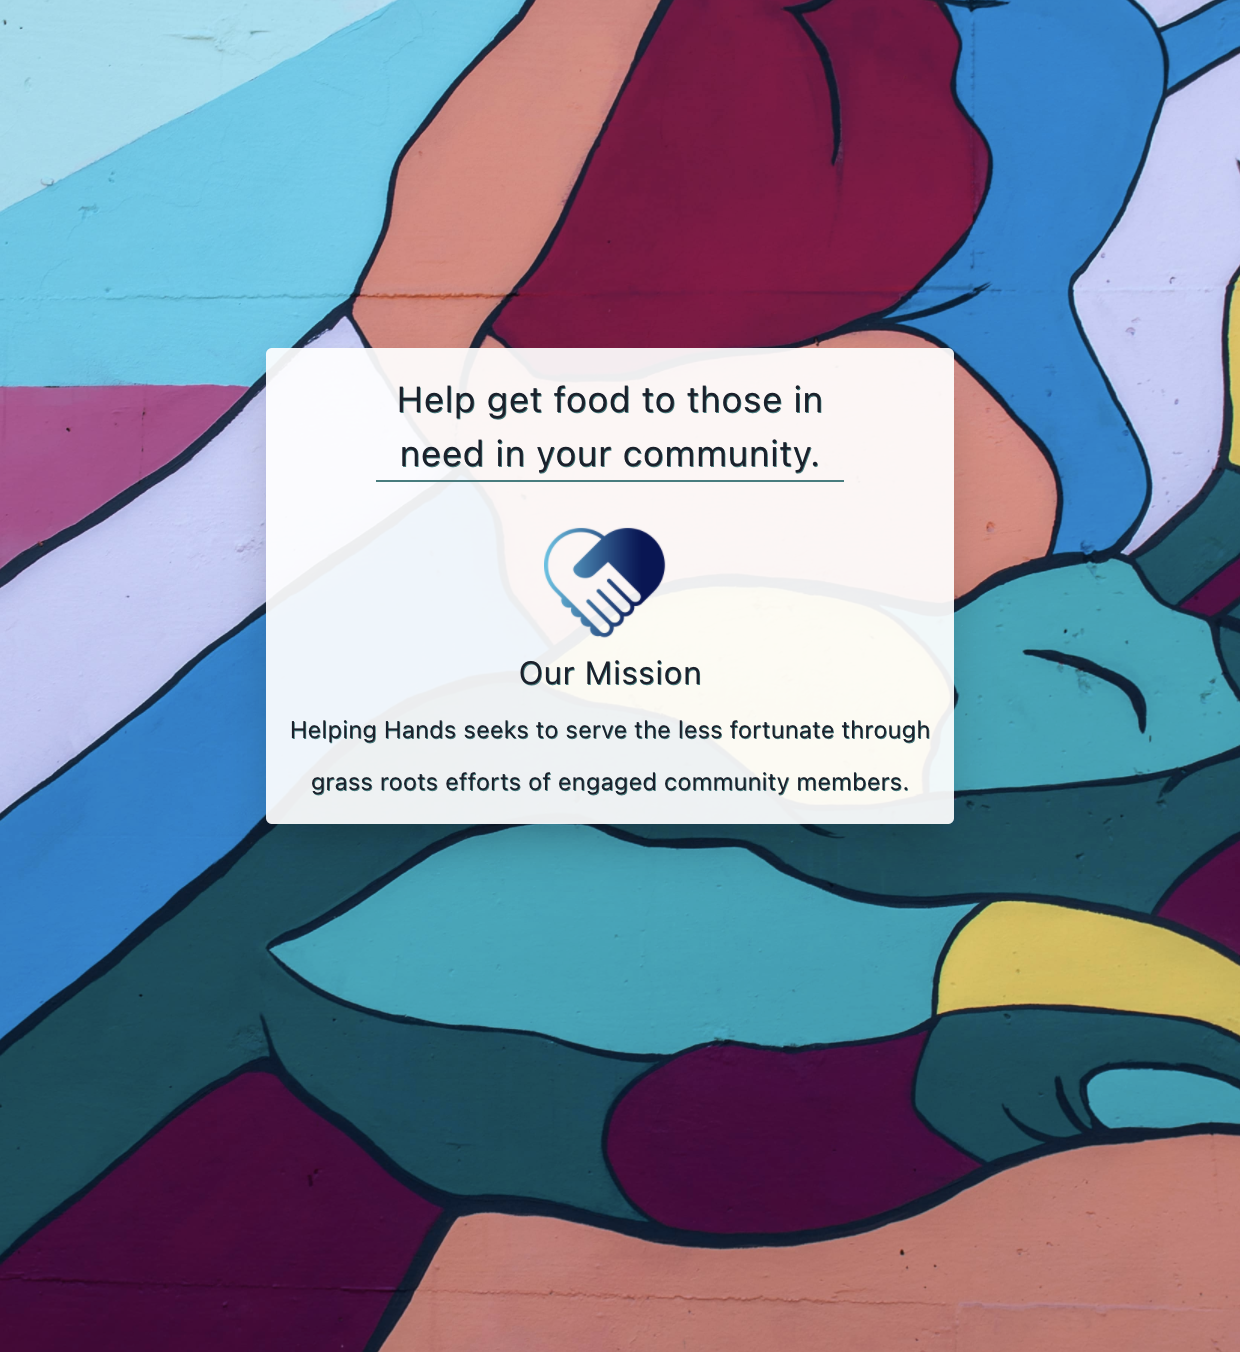 Help get food to those in
need in your community.
Our Mission
Helping Hands seeks to serve the less fortunate through
grass roots efforts of engaged community members.